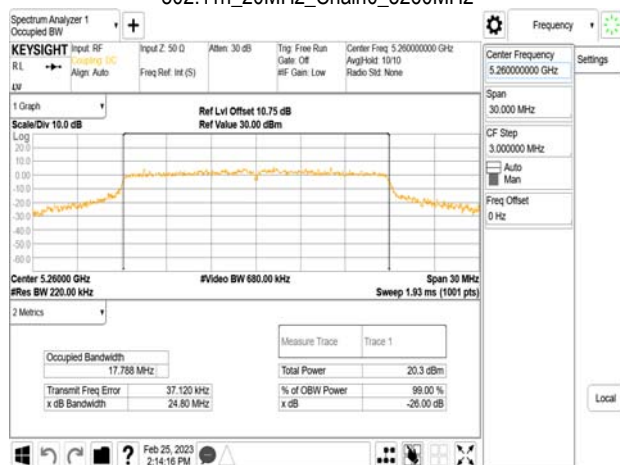 Spectrum Analyzer 1
Occupied BW
Frequency
KEYSIGHT
Input: RF
Input Z: 50 Ω
Atten: 30 dB
Trig: Free Run
Center Freq: 5.260000000 GHz
RL
Coupling: DC
Gate: Off
Avg|Hold: 10/10
Align: Auto
Freq Ref: Int (S)
#IF Gain: Low
Radio Std: None
Center Frequency
5.260000000 GHz
Settings
Span
30.000 MHz
CF Step
3.000000 MHz
Auto
Man
Freq Offset
0 Hz
1 Graph
Ref Lvl Offset 10.75 dB
Scale/Div 10.0 dB
Ref Value 30.00 dBm
Log
20.0
10.0
0.00
-10.0
-20.0
-30.0
-40.0
-50.0
-60.0
Center 5.26000 GHz
#Video BW 680.00 kHz
Span 30 MHz
#Res BW 220.00 kHz
Sweep 1.93 ms (1001 pts)
2 Metrics
Measure Trace
Trace 1
Occupied Bandwidth
17.788 MHz
Total Power
20.3 dBm
Transmit Freq Error
37.120 kHz
% of OBW Power
99.00 %
x dB Bandwidth
24.80 MHz
x dB
-26.00 dB
Local
Feb 25, 2023
2:14:16 PM